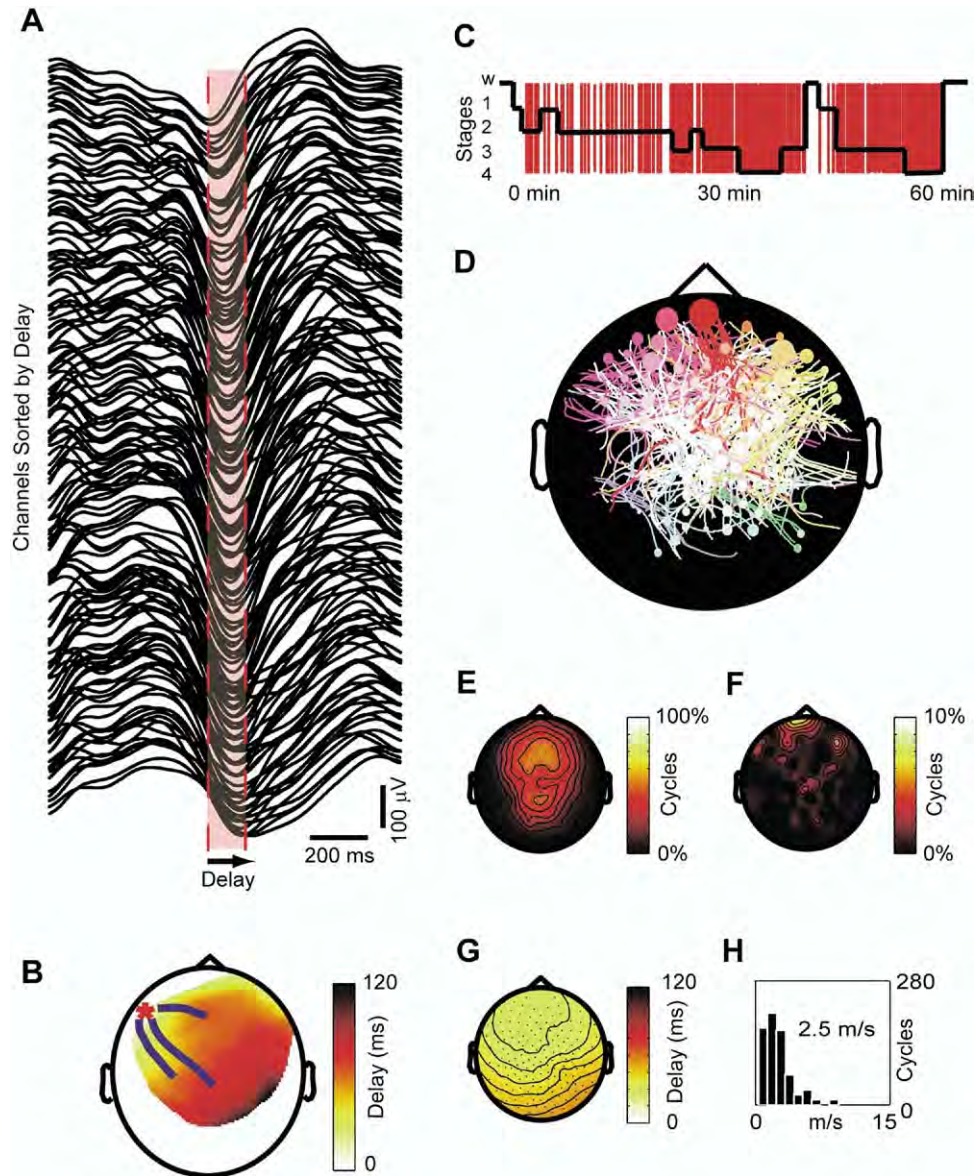 A
Channels Sorted by Delay
100 µV
200 ms
Delay
B
120
Delay (ms)
0
C
Stages
w
1
2
3
4
0 min 30 min 60 min
D
E
100%
Cycles
0%
F
10%
Cycles
0%
G
120
Delay (ms)
0
H
280
2.5 m/s
Cycles
0
0 m/s 15